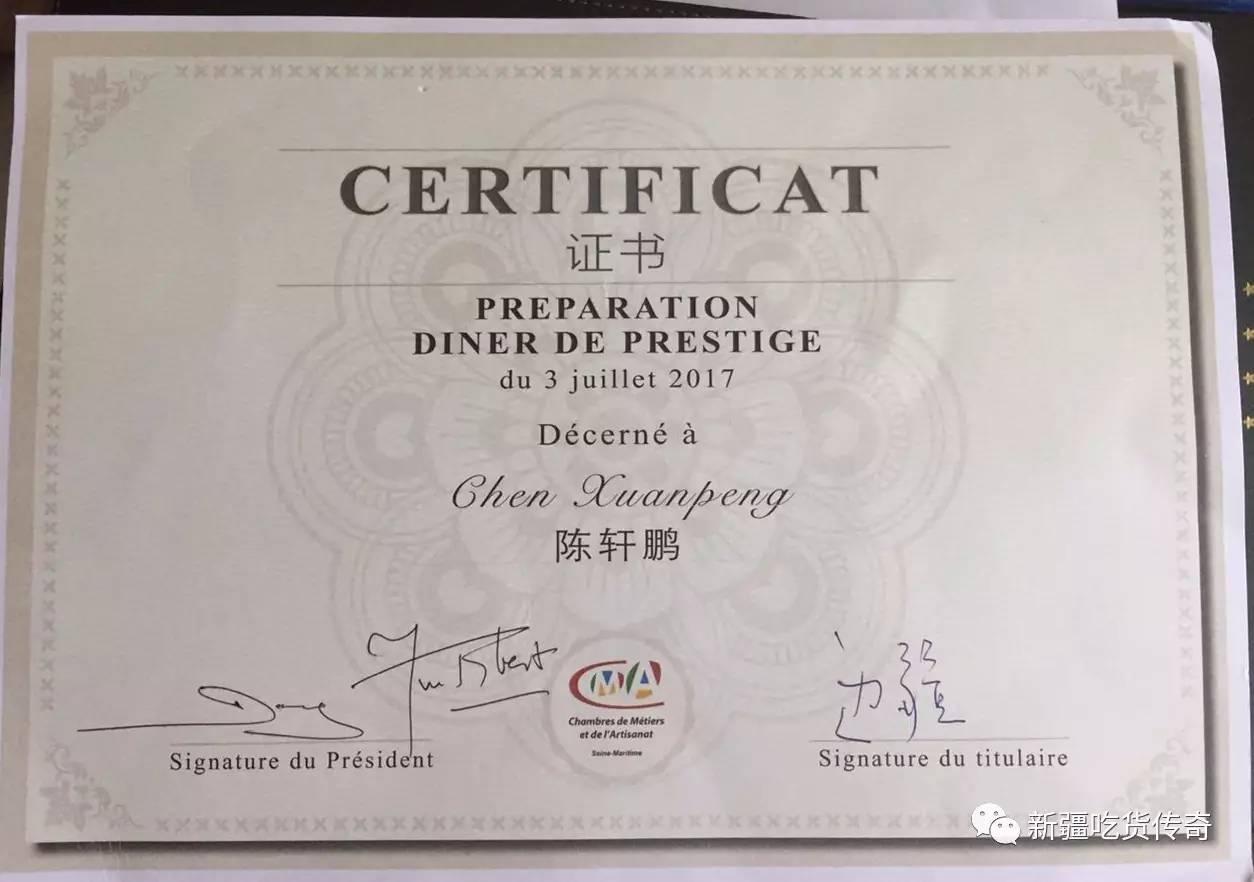 CERTIFICAT
证书
PREPARATION
DINER DE PRESTIGE
du 3 juillet 2017
Décerné à
Chen Xuanpeng
陈轩鹏
CMA
Chambres de Métiers
et de l'Artisanat
Seine-Maritime
Signature du Président
Signature du titulaire
新疆吃货传奇